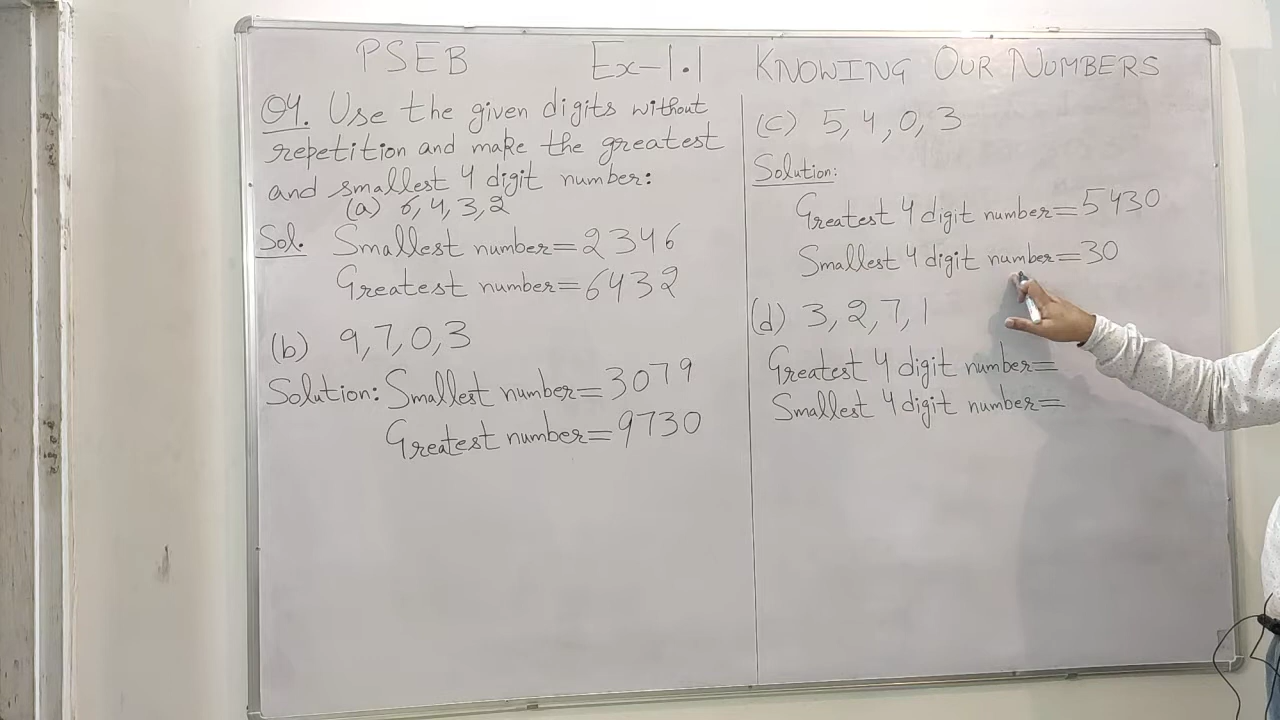 PSEB Ex-1.1 KNOWING OUR NUMBERS
Q4. Use the given digits without
repetition and make the greatest
and smallest 4 digit number:
(a) 6, 4, 3, 2
Sol. Smallest number=2346
Greatest number=6432
(b) 9, 7, 0, 3
Solution: Smallest number=3079
Greatest number=9730
(c) 5, 4, 0, 3
Solution:
Greatest 4 digit number=5430
Smallest 4 digit number=30
(d) 3, 2, 7, 1
Greatest 4 digit number=
Smallest 4 digit number=